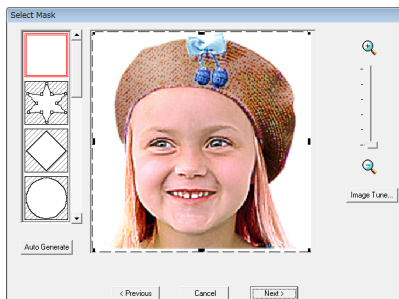 Select Mask
Image Tune...
Auto Generate
< Previous
Cancel
Next >